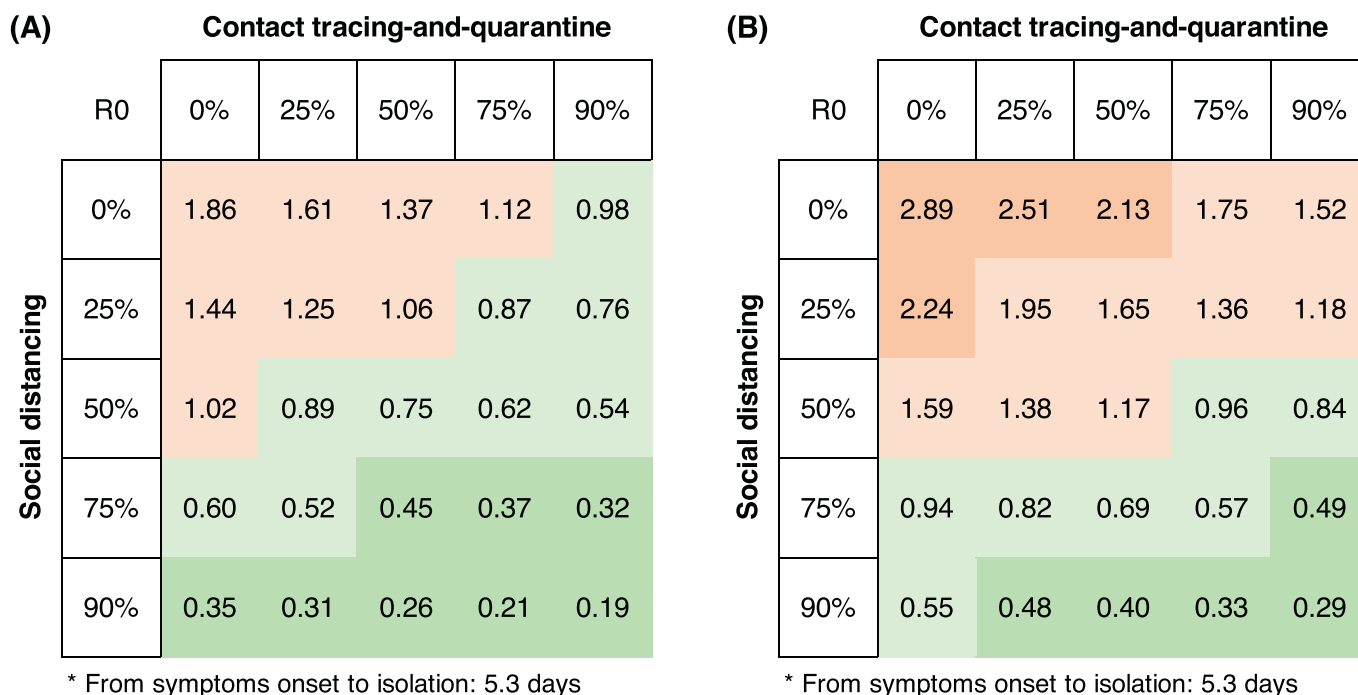 (A) Contact tracing-and-quarantine
R0 0% 25% 50% 75% 90%
Social distancing
0% 1.86 1.61 1.37 1.12 0.98
25% 1.44 1.25 1.06 0.87 0.76
50% 1.02 0.89 0.75 0.62 0.54
75% 0.60 0.52 0.45 0.37 0.32
90% 0.35 0.31 0.26 0.21 0.19
* From symptoms onset to isolation: 5.3 days
(B) Contact tracing-and-quarantine
R0 0% 25% 50% 75% 90%
Social distancing
0% 2.89 2.51 2.13 1.75 1.52
25% 2.24 1.95 1.65 1.36 1.18
50% 1.59 1.38 1.17 0.96 0.84
75% 0.94 0.82 0.69 0.57 0.49
90% 0.55 0.48 0.40 0.33 0.29
* From symptoms onset to isolation: 5.3 days